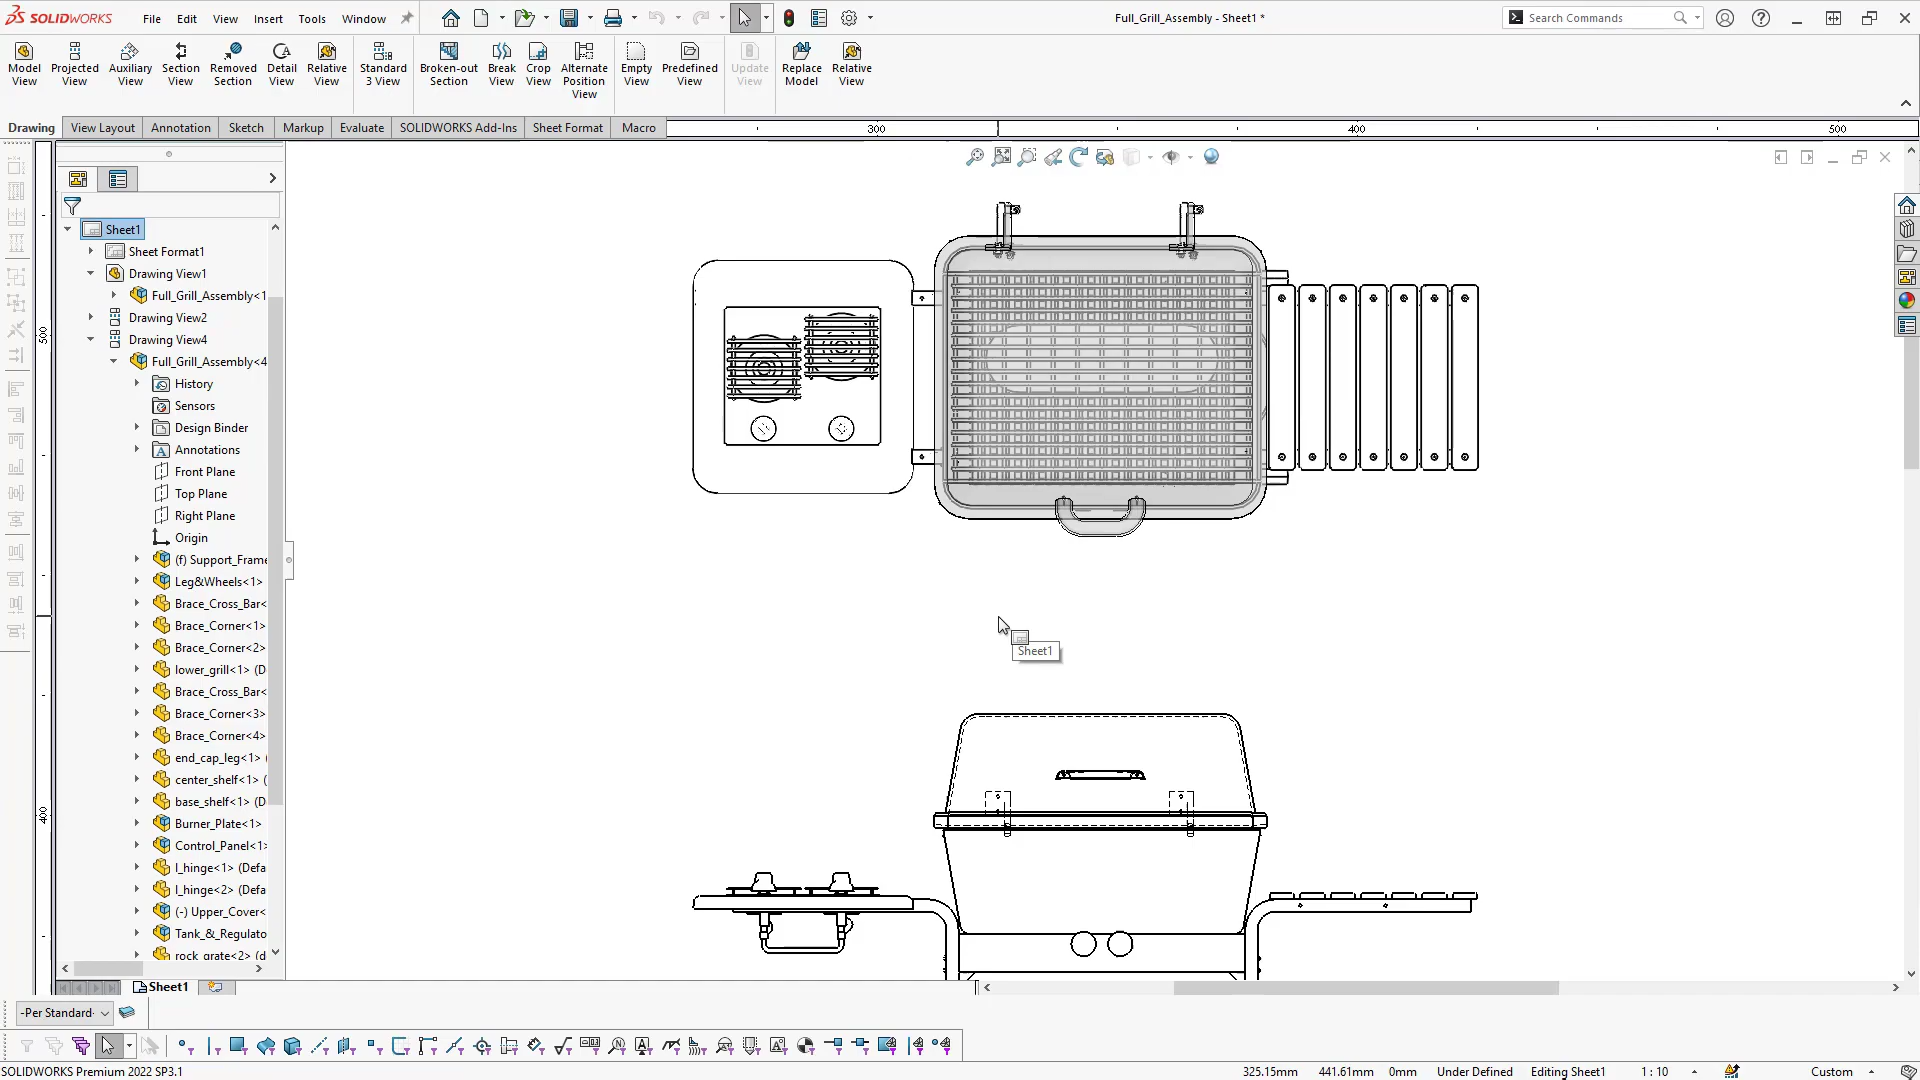 SOLIDWORKS File Edit View Insert Tools Window Full_Grill_Assembly - Sheet1 * Search Commands
Model View
Projected View
Auxiliary View
Section View
Removed Section
Detail View
Relative View
Standard 3 View
Broken-out Section
Break View
Crop View
Alternate Position View
Empty View
Predefined View
Update View
Replace Model
Relative View
Drawing View Layout Annotation Sketch Markup Evaluate SOLIDWORKS Add-Ins Sheet Format Macro
300 400 500
500
400
Sheet1
Sheet Format1
Drawing View1
Full_Grill_Assembly<1
Drawing View2
Drawing View4
Full_Grill_Assembly<4
History
Sensors
Design Binder
Annotations
Front Plane
Top Plane
Right Plane
Origin
(f) Support_Frame
Leg&Wheels<1>
Brace_Cross_Bar<
Brace_Corner<1>
Brace_Corner<2>
lower_grill<1> (D
Brace_Cross_Bar<
Brace_Corner<3>
Brace_Corner<4>
end_cap_leg<1> (
center_shelf<1> (
base_shelf<1> (D
Burner_Plate<1>
Control_Panel<1>
l_hinge<1> (Defa
l_hinge<2> (Defa
(-) Upper_Cover<
Tank_&_Regulato
rock_grate<2> (d
Sheet1
Sheet1
-Per Standard-
SOLIDWORKS Premium 2022 SP3.1 325.15mm 441.61mm 0mm Under Defined Editing Sheet1 1 : 10 Custom